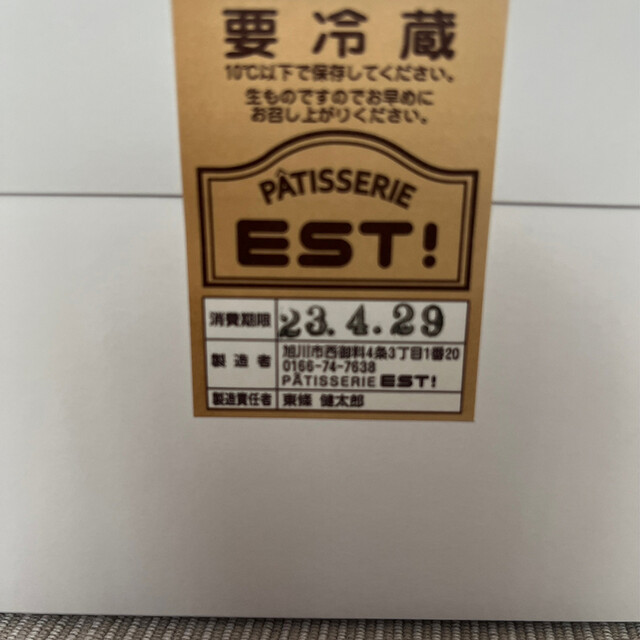 要冷蔵
10℃以下で保存してください。
生ものですのでお早めに
お召し上がりください。
PÂTISSERIE
EST!
消費期限 23.4.29
製造者 旭川市西御料4条3丁目1番20
0166-74-7638
PÂTISSERIE EST!
製造責任者 東條 健太郎